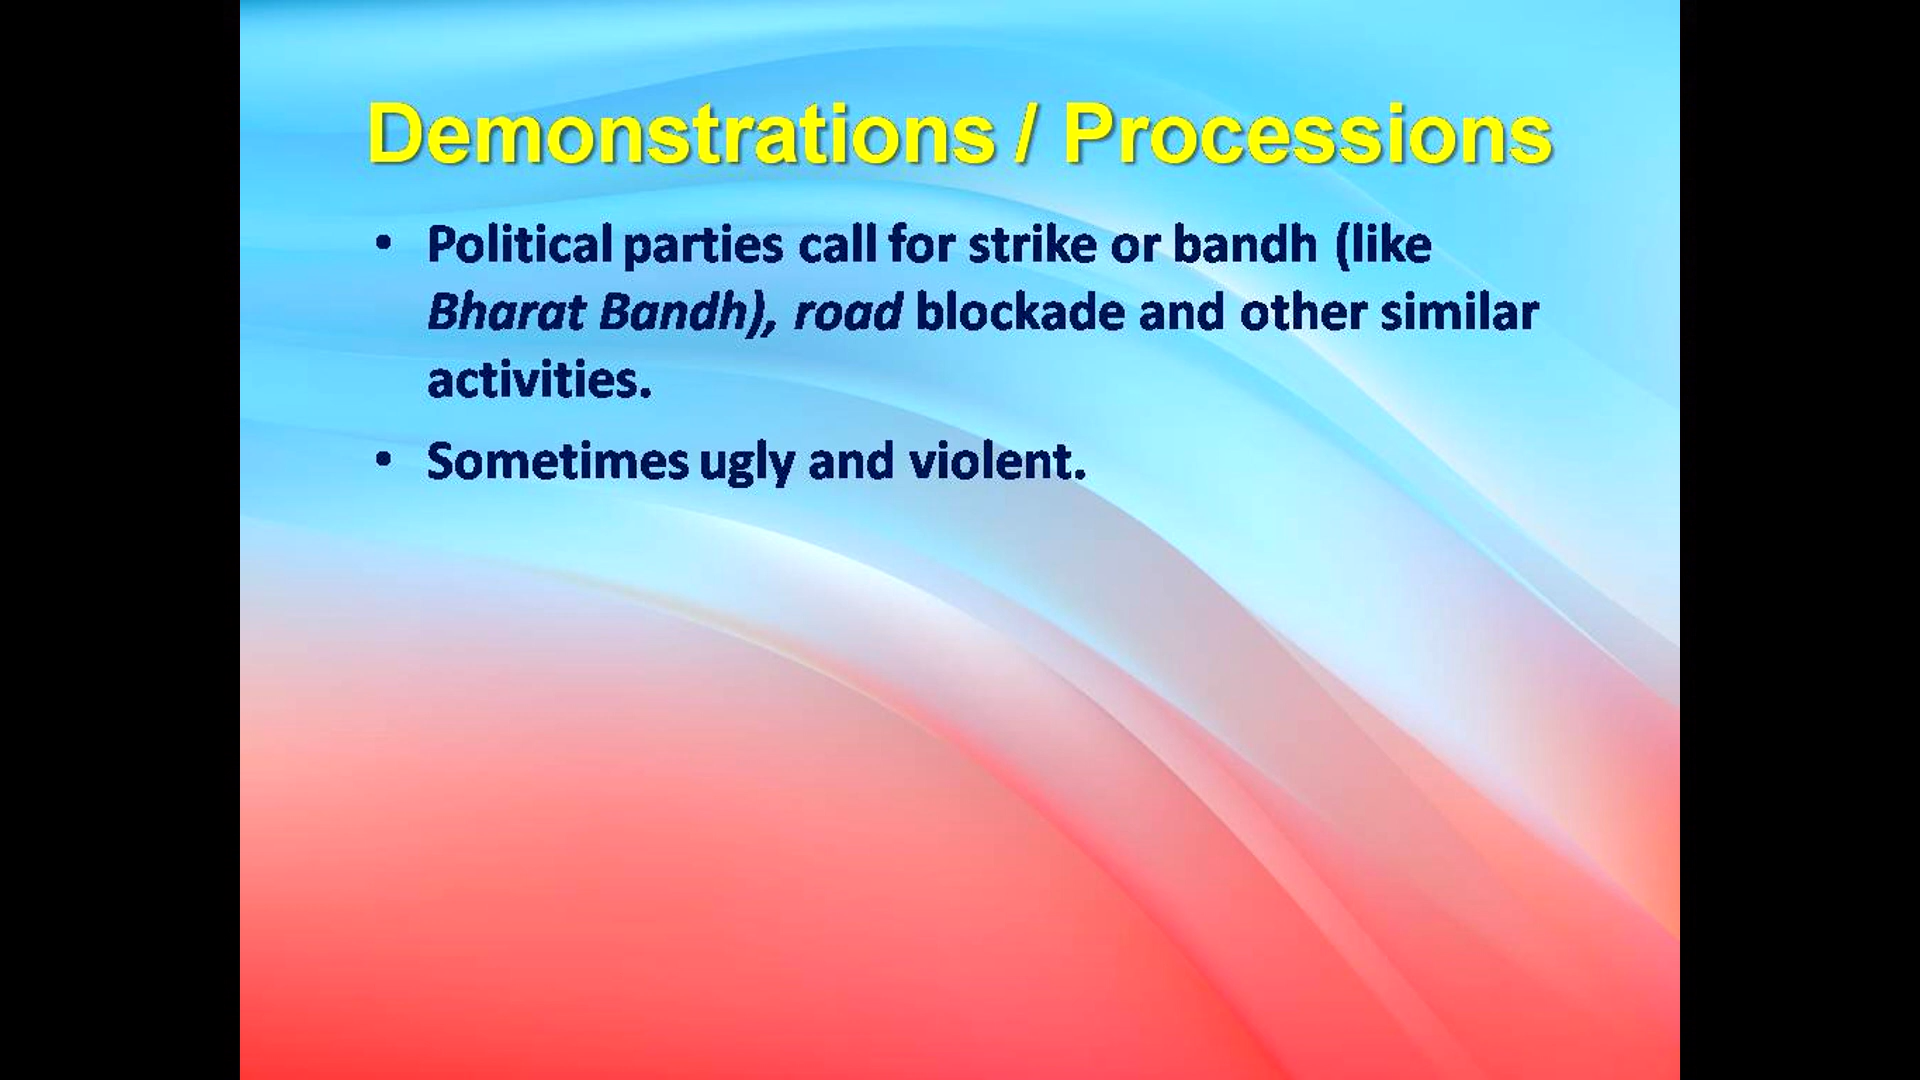 Demonstrations / Processions
• Political parties call for strike or bandh (like
Bharat Bandh), road blockade and other similar
activities.
• Sometimes ugly and violent.